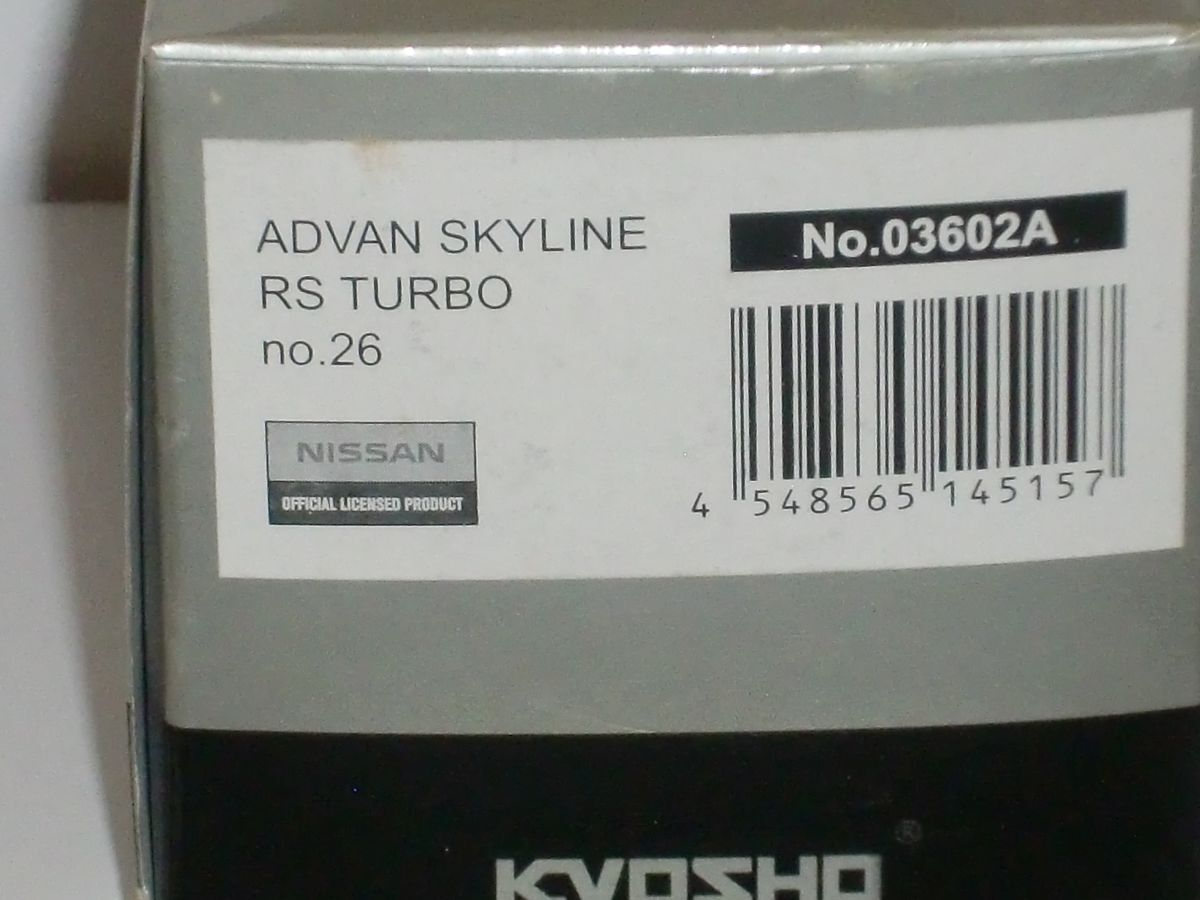 ADVAN SKYLINE
RS TURBO
no.26
No.03602A
NISSAN
OFFICIAL LICENSED PRODUCT
4 548565 145157
KYOSHO ®